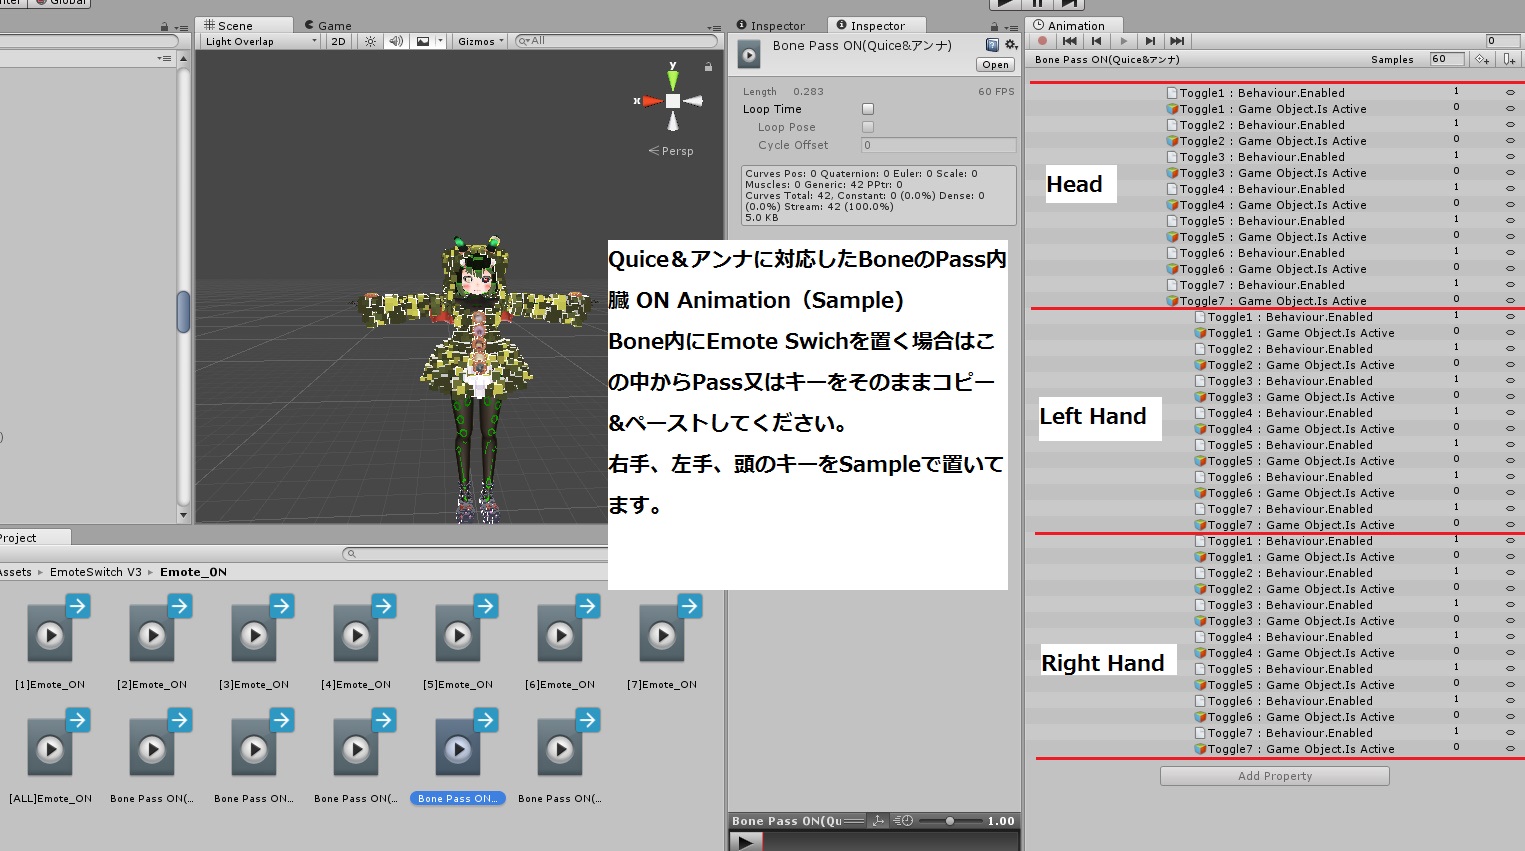 Global
Scene
Game
Light Overlap
2D
Gizmos
All
y
x
Persp
Inspector
Inspector
Bone Pass ON(Quice&アンナ)
Open
Length 0.283 60 FPS
Loop Time
Loop Pose
Cycle Offset 0
Curves Pos: 0 Quaternion: 0 Euler: 0 Scale: 0
Muscles: 0 Generic: 42 PPtr: 0
Curves Total: 42, Constant: 0 (0.0%) Dense: 0
(0.0%) Stream: 42 (100.0%)
5.0 KB
Quice＆アンナに対応したBoneのPass内
臓 ON Animation（Sample）
Bone内にEmote Swichを置く場合はこ
の中からPass又はキーをそのままコピー
&ペーストしてください。
右手、左手、頭のキーをSampleで置いて
ます。
Animation
0
Bone Pass ON(Quice&アンナ) Samples 60
Toggle1 : Behaviour.Enabled 1
Toggle1 : Game Object.Is Active 0
Toggle2 : Behaviour.Enabled 1
Toggle2 : Game Object.Is Active 0
Toggle3 : Behaviour.Enabled 1
Toggle3 : Game Object.Is Active 0
Toggle4 : Behaviour.Enabled 1
Toggle4 : Game Object.Is Active 0
Toggle5 : Behaviour.Enabled 1
Toggle5 : Game Object.Is Active 0
Toggle6 : Behaviour.Enabled 1
Toggle6 : Game Object.Is Active 0
Toggle7 : Behaviour.Enabled 1
Toggle7 : Game Object.Is Active 0
Head
Toggle1 : Behaviour.Enabled 1
Toggle1 : Game Object.Is Active 0
Toggle2 : Behaviour.Enabled 1
Toggle2 : Game Object.Is Active 0
Toggle3 : Behaviour.Enabled 1
Toggle3 : Game Object.Is Active 0
Toggle4 : Behaviour.Enabled 1
Toggle4 : Game Object.Is Active 0
Toggle5 : Behaviour.Enabled 1
Toggle5 : Game Object.Is Active 0
Toggle6 : Behaviour.Enabled 1
Toggle6 : Game Object.Is Active 0
Toggle7 : Behaviour.Enabled 1
Toggle7 : Game Object.Is Active 0
Left Hand
Toggle1 : Behaviour.Enabled 1
Toggle1 : Game Object.Is Active 0
Toggle2 : Behaviour.Enabled 1
Toggle2 : Game Object.Is Active 0
Toggle3 : Behaviour.Enabled 1
Toggle3 : Game Object.Is Active 0
Toggle4 : Behaviour.Enabled 1
Toggle4 : Game Object.Is Active 0
Toggle5 : Behaviour.Enabled 1
Toggle5 : Game Object.Is Active 0
Toggle6 : Behaviour.Enabled 1
Toggle6 : Game Object.Is Active 0
Toggle7 : Behaviour.Enabled 1
Toggle7 : Game Object.Is Active 0
Right Hand
Add Property
Project
Assets ▸ EmoteSwitch V3 ▸ Emote_ON
[1]Emote_ON [2]Emote_ON [3]Emote_ON [4]Emote_ON [5]Emote_ON [6]Emote_ON [7]Emote_ON
[ALL]Emote_ON Bone Pass ON(... Bone Pass ON... Bone Pass ON(... Bone Pass ON... Bone Pass ON(...
Bone Pass ON(Qu 1.00